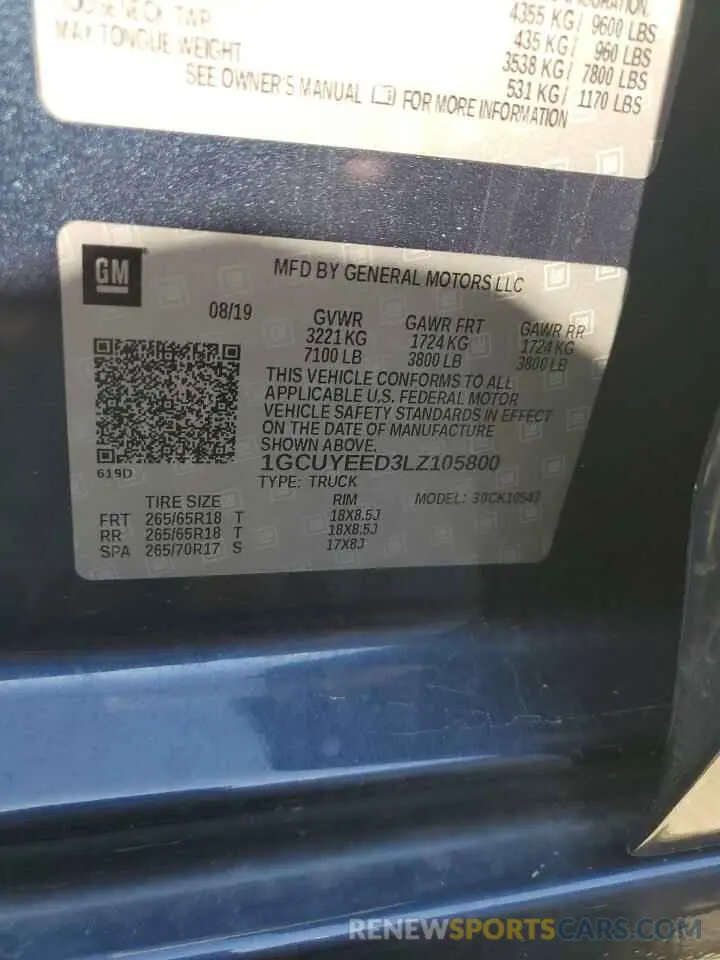 4355 KG/ 9600 LBS
GOOSENECK TWR 435 KG/ 960 LBS
MAX TONGUE WEIGHT 3538 KG/ 7800 LBS
531 KG/ 1170 LBS
SEE OWNER'S MANUAL FOR MORE INFORMATION
GM
MFD BY GENERAL MOTORS LLC
08/19 GVWR GAWR FRT GAWR RR
3221 KG 1724 KG 1724 KG
7100 LB 3800 LB 3800 LB
THIS VEHICLE CONFORMS TO ALL
APPLICABLE U.S. FEDERAL MOTOR
VEHICLE SAFETY STANDARDS IN EFFECT
ON THE DATE OF MANUFACTURE
SHOWN ABOVE.
619D
1GCUYEED3LZ105800
TYPE: TRUCK MODEL:
TIRE SIZE RIM
FRT 265/65R18 T 18X8.5J
RR 265/65R18 T 18X8.5J
SPA 265/70R17 S 17X8J
RENEWSPORTSCARS.COM